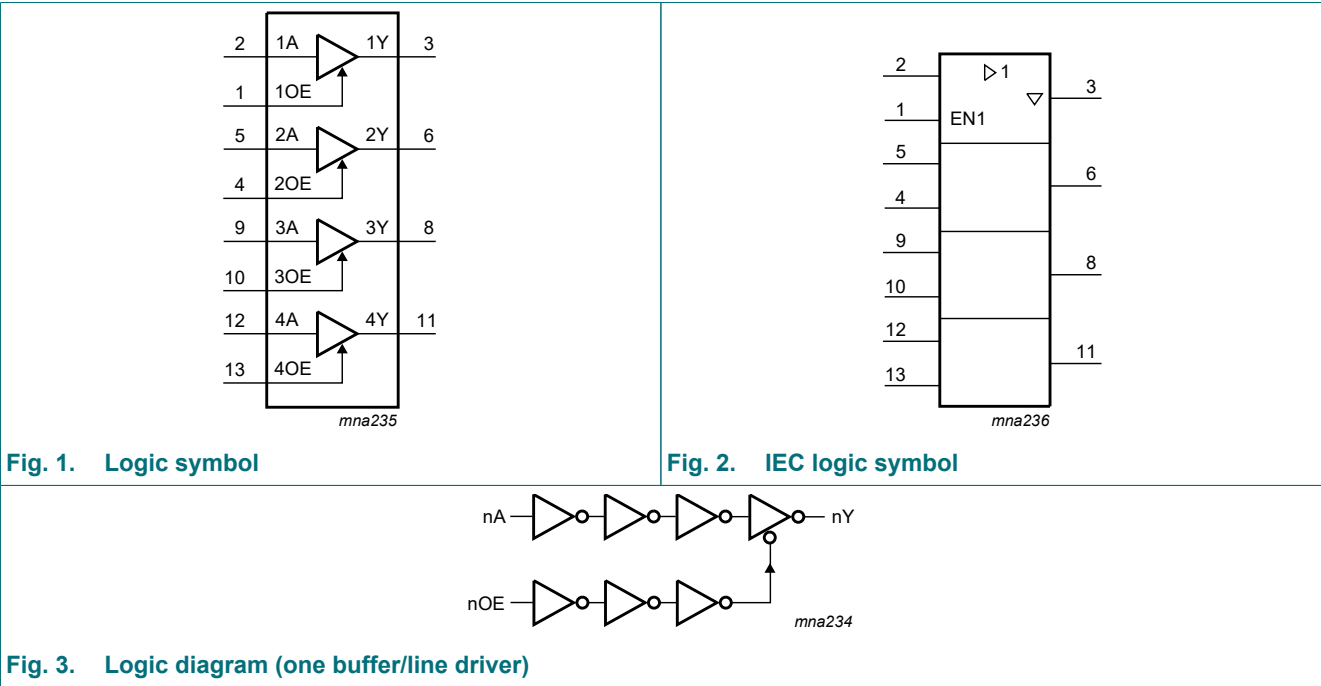 2 1A 1Y 3
1 1OE
5 2A 2Y 6
4 2OE
9 3A 3Y 8
10 3OE
12 4A 4Y 11
13 4OE
mna235
Fig. 1. Logic symbol
2 1
3
1 EN1
5
6
4
9
8
10
12
11
13
mna236
Fig. 2. IEC logic symbol
nA nY
nOE
mna234
Fig. 3. Logic diagram (one buffer/line driver)